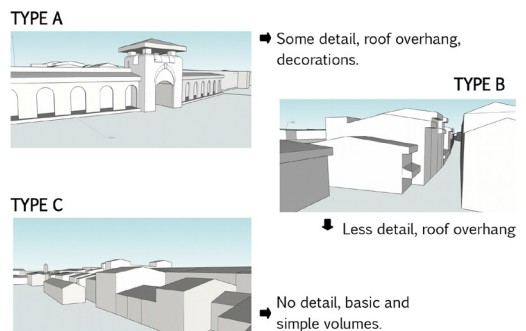 TYPE A
Some detail, roof overhang,
decorations.
TYPE B
Less detail, roof overhang
TYPE C
No detail, basic and
simple volumes.